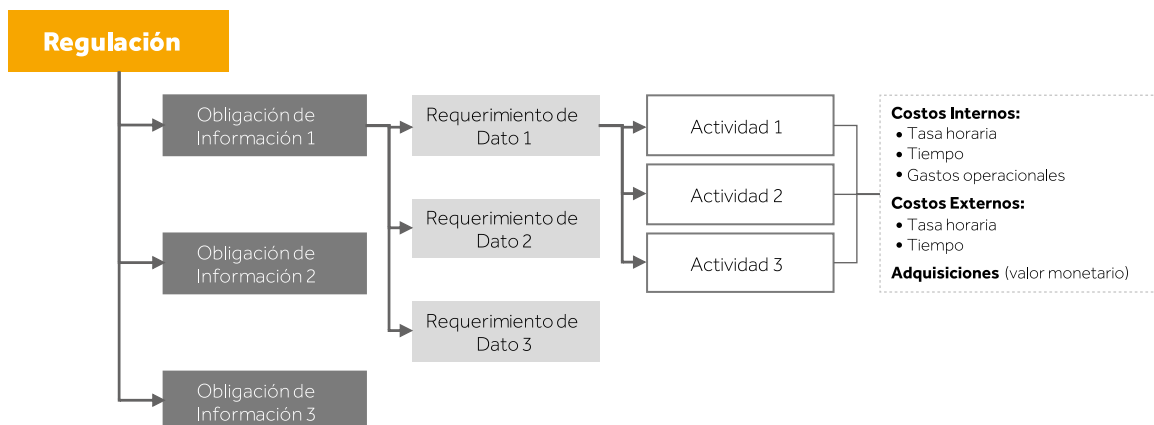 Regulación
Obligación de
Información 1
Requerimiento de
Dato 1
Actividad 1
Costos Internos:
• Tasa horaria
• Tiempo
• Gastos operacionales
Actividad 2
Costos Externos:
• Tasa horaria
• Tiempo
Requerimiento de
Dato 2
Obligación de
Información 2
Actividad 3
Adquisiciones (valor monetario)
Requerimiento de
Dato 3
Obligación de
Información 3